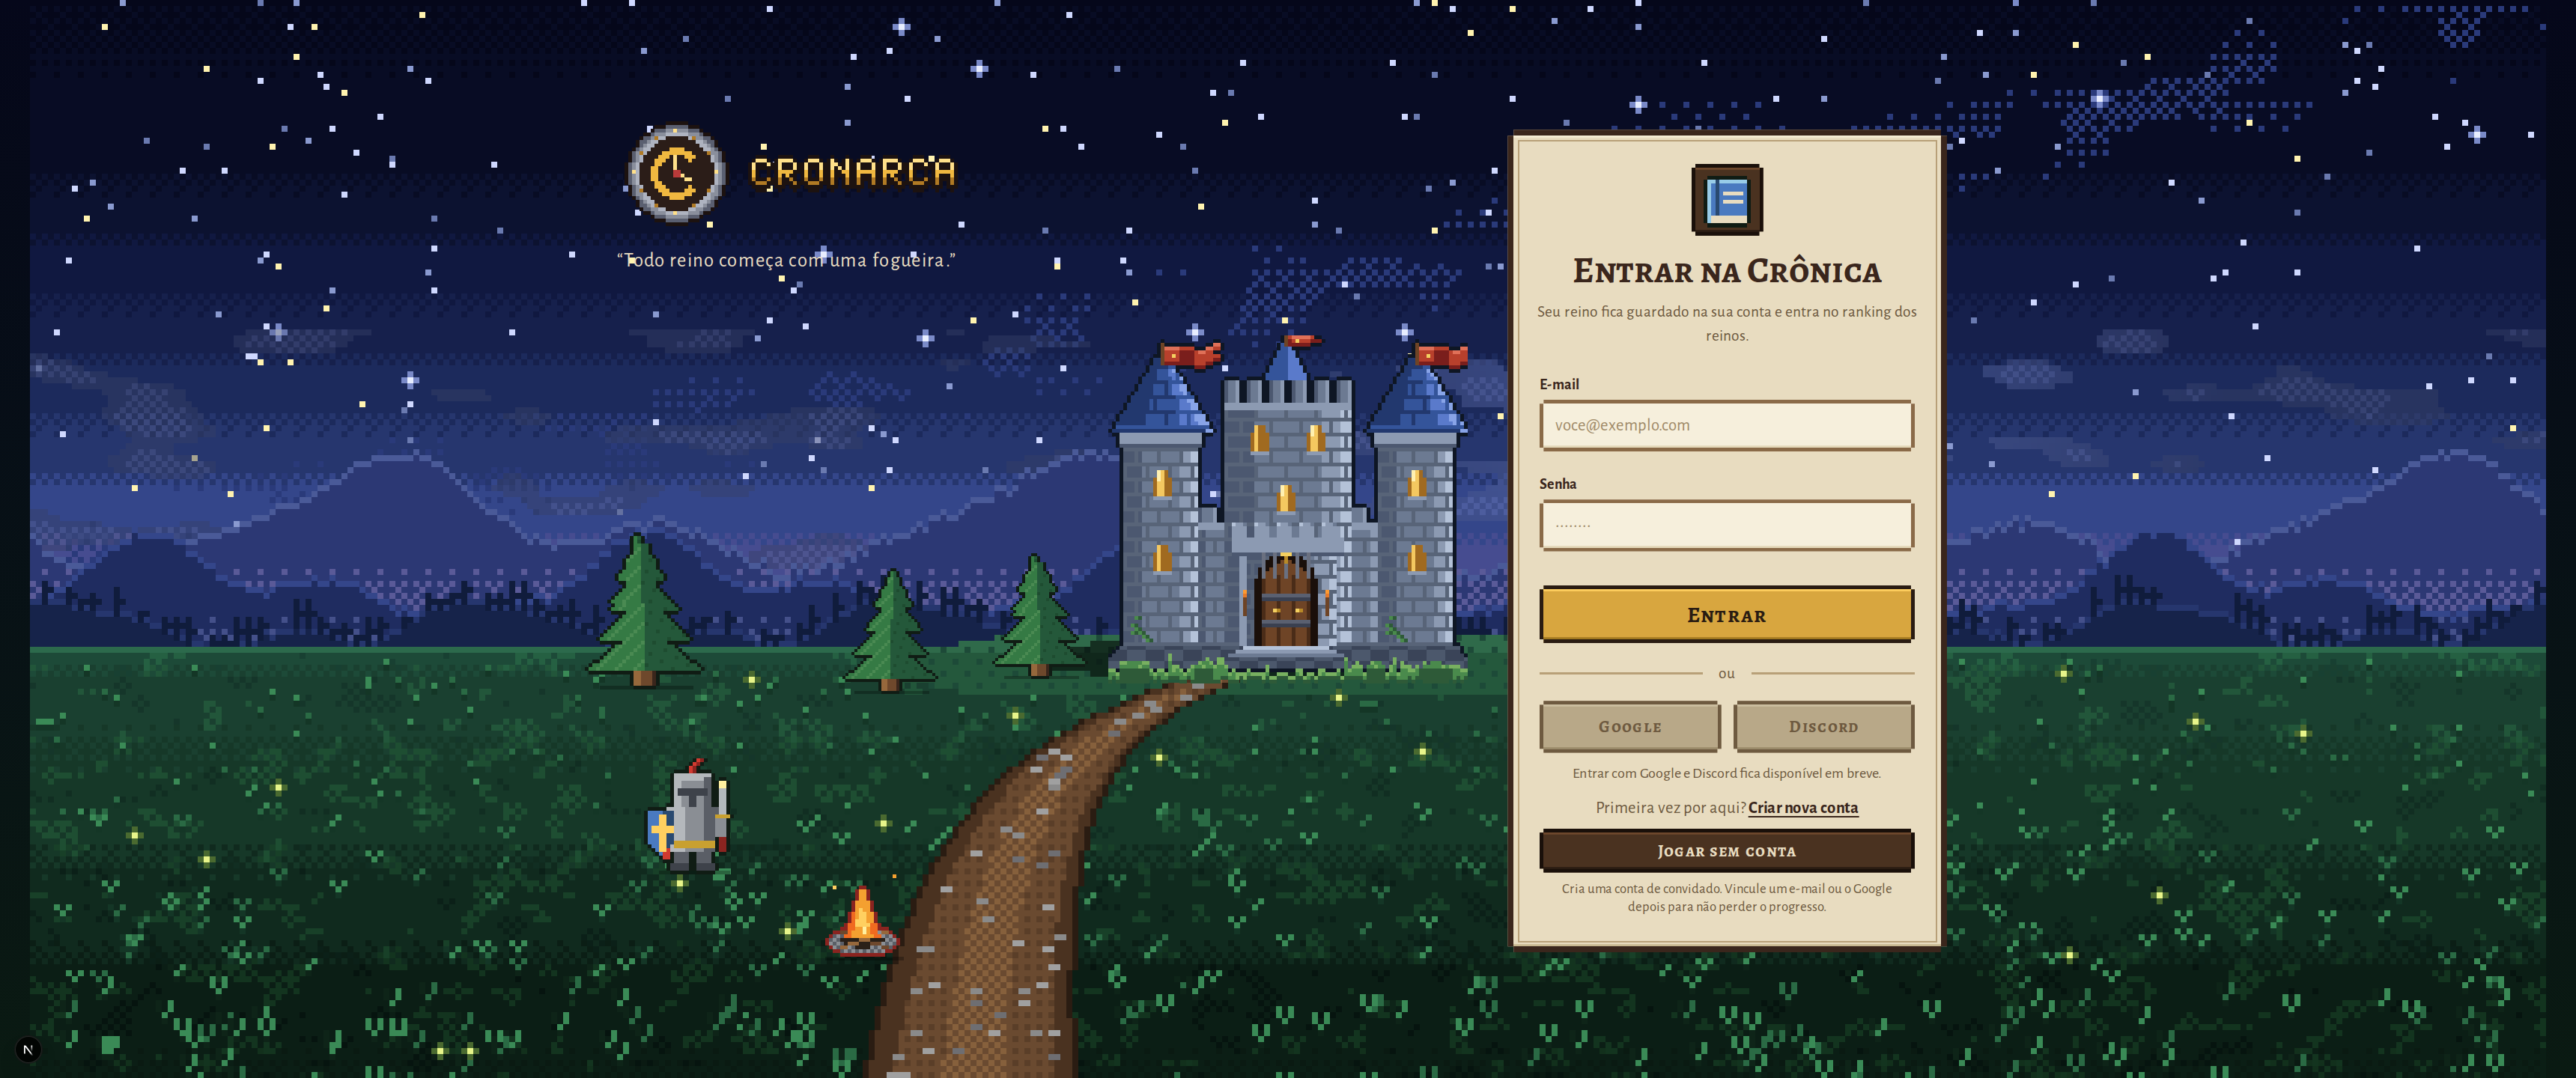 CRONARCA
“Todo reino começa com uma fogueira.”
Entrar na Crônica
Seu reino fica guardado na sua conta e entra no ranking dos
reinos.
E-mail
voce@exemplo.com
Senha
........
Entrar
ou
Google
Discord
Entrar com Google e Discord fica disponível em breve.
Primeira vez por aqui? Criar nova conta
Jogar sem conta
Cria uma conta de convidado. Vincule um e-mail ou o Google
depois para não perder o progresso.
N